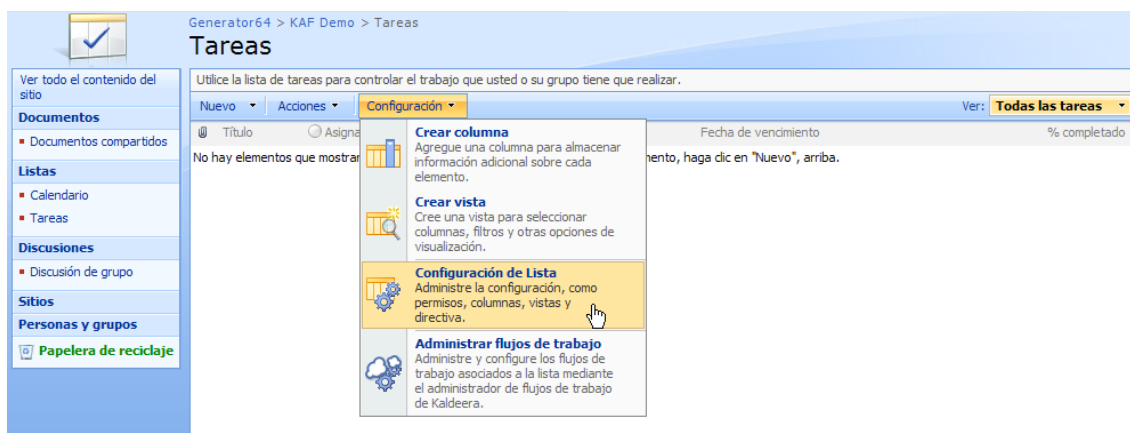 Generator64 > KAF Demo > Tareas
Tareas
Ver todo el contenido del
sitio
Documentos
Documentos compartidos
Listas
Calendario
Tareas
Discusiones
Discusión de grupo
Sitios
Personas y grupos
Papelera de reciclaje
Utilice la lista de tareas para controlar el trabajo que usted o su grupo tiene que realizar.
Nuevo Acciones Configuración Ver: Todas las tareas
Título Asigna Fecha de vencimiento % completado
No hay elementos que mostrar haga clic en "Nuevo", arriba.
Crear columna
Agregue una columna para almacenar
información adicional sobre cada
elemento.
Crear vista
Cree una vista para seleccionar
columnas, filtros y otras opciones de
visualización.
Configuración de Lista
Administre la configuración, como
permisos, columnas, vistas y
directiva.
Administrar flujos de trabajo
Administre y configure los flujos de
trabajo asociados a la lista mediante
el administrador de flujos de trabajo
de Kaldeera.